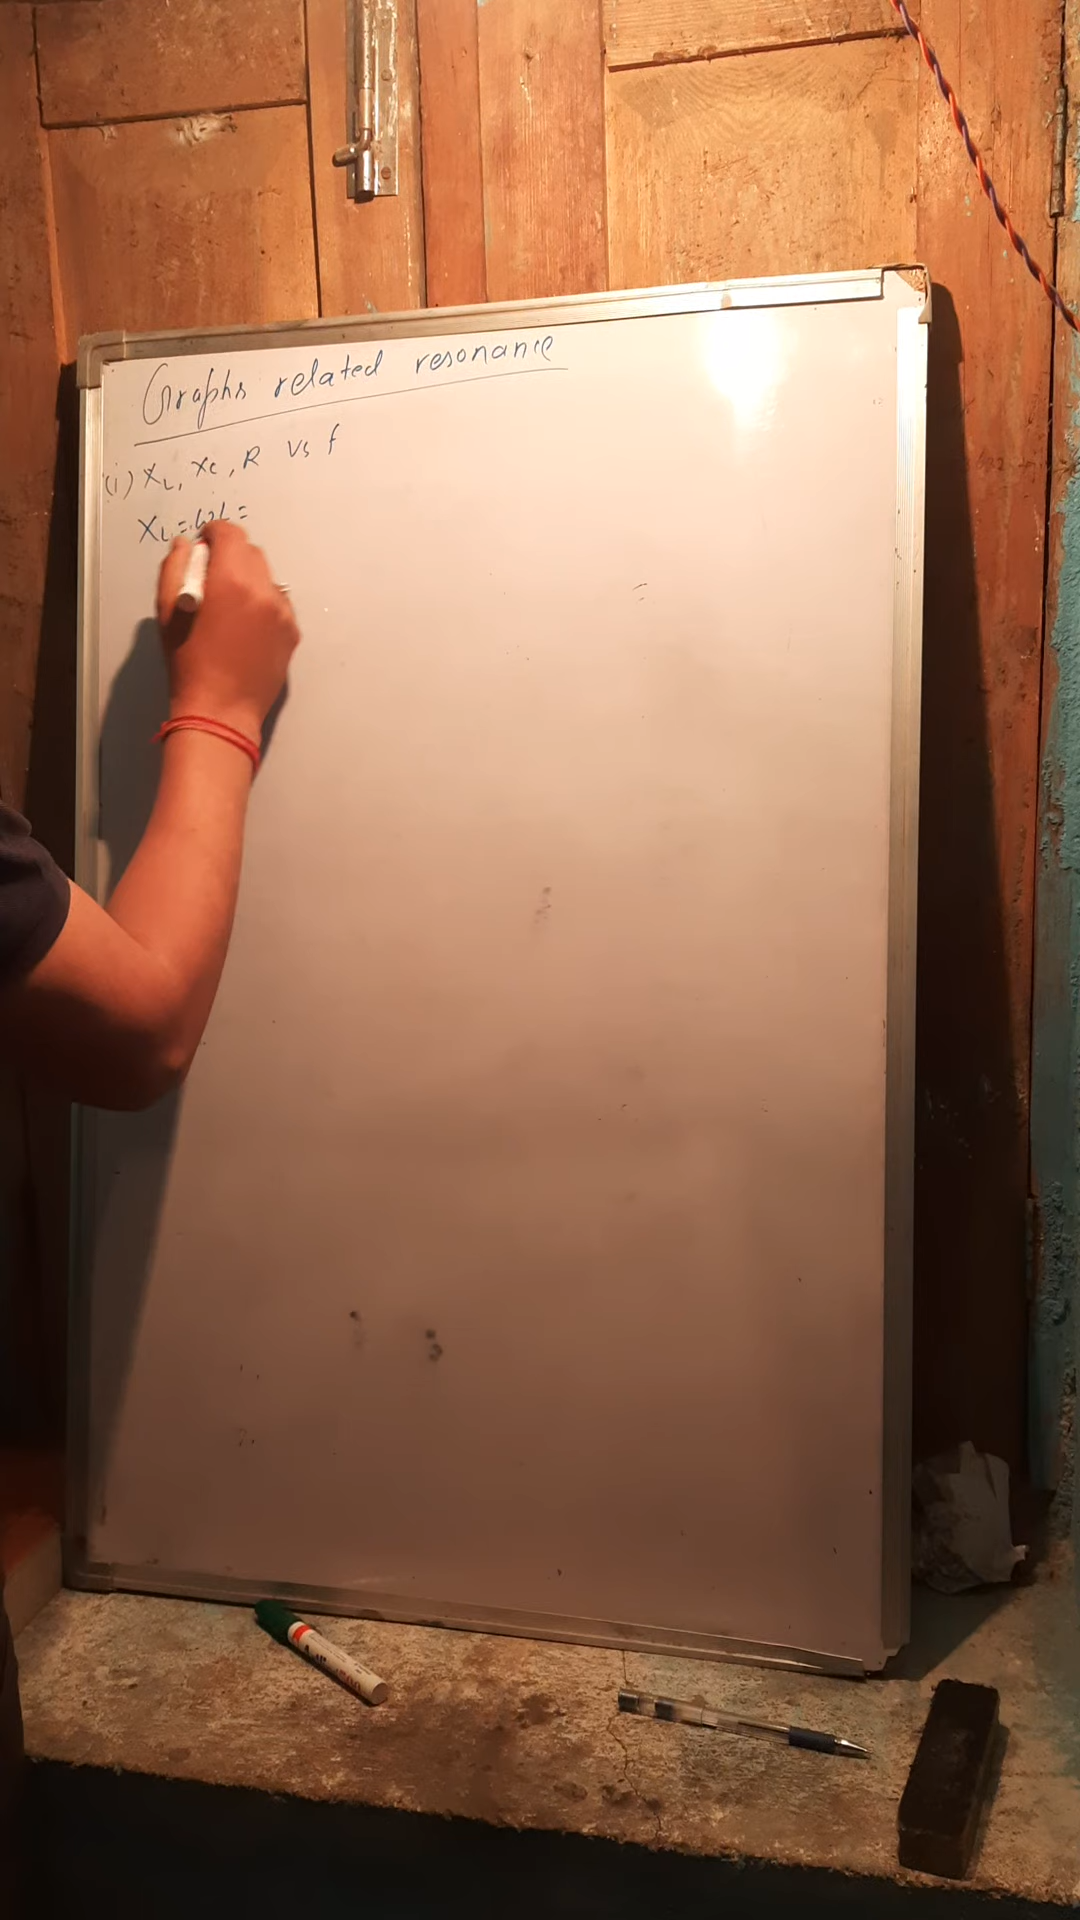 Graphs related resonance
(i) XL, XC, R Vs f
XL = ωL =